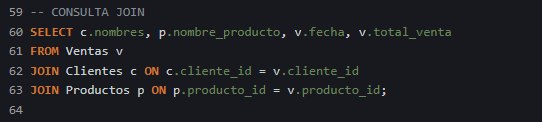 59 -- CONSULTA JOIN
60 SELECT c.nombres, p.nombre_producto, v.fecha, v.total_venta
61 FROM Ventas v
62 JOIN Clientes c ON c.cliente_id = v.cliente_id
63 JOIN Productos p ON p.producto_id = v.producto_id;
64